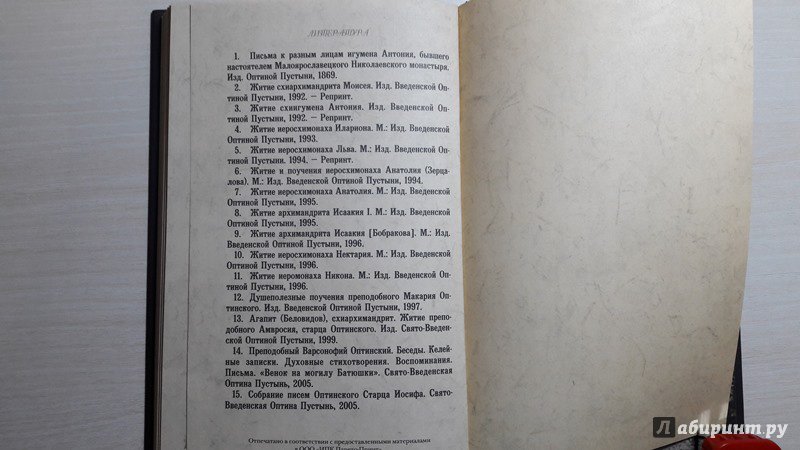 ЛИТЕРАТУРА
1. Письма к разным лицам игумена Антония, бывшего
настоятелем Малоярославецкого Николаевского монастыря.
Изд. Оптиной Пустыни, 1869.
2. Житие схиархимандрита Моисея. Изд. Введенской Оп-
тиной Пустыни, 1992. — Репринт.
3. Житие схиигумена Антония. Изд. Введенской Оп-
тиной Пустыни, 1992. — Репринт.
4. Житие иеросхимонаха Илариона. М.: Изд. Введенской
Оптиной Пустыни, 1993.
5. Житие иеросхимонаха Льва. М.: Изд. Введенской Оп-
тиной Пустыни. 1994. — Репринт.
6. Житие и поучения иеросхимонаха Анатолия (Зерца-
лова). М.: Изд. Введенской Оптиной Пустыни, 1994.
7. Житие иеросхимонаха Анатолия. М.: Изд. Введенской
Оптиной Пустыни, 1995.
8. Житие архимандрита Исаакия I. М.: Изд. Введенской
Оптиной Пустыни, 1995.
9. Житие архимандрита Исаакия [Бобракова]. М.: Изд.
Введенской Оптиной Пустыни, 1996.
10. Житие иеросхимонаха Нектария. М.: Изд. Введенской
Оптиной Пустыни, 1996.
11. Житие иеромонаха Никона. М.: Изд. Введенской Оп-
тиной Пустыни, 1996.
12. Душеполезные поучения преподобного Макария Оп-
тинского. Изд. Введенской Оптиной Пустыни, 1997.
13. Агапит (Беловидов), схиархимандрит. Житие препо-
добного Амвросия, старца Оптинского. Изд. Свято-Введен-
ской Оптиной Пустыни, 1999.
14. Преподобный Варсонофий Оптинский. Беседы. Келей-
ные записки. Духовные стихотворения. Воспоминания.
Письма. «Венок на могилу Батюшки». Свято-Введенская
Оптина Пустынь, 2005.
15. Собрание писем Оптинского Старца Иосифа. Свято-
Введенская Оптина Пустынь, 2005.
Отпечатано в соответствии с предоставленными материалами
в ООО «ИПК
Лабиринт.ру